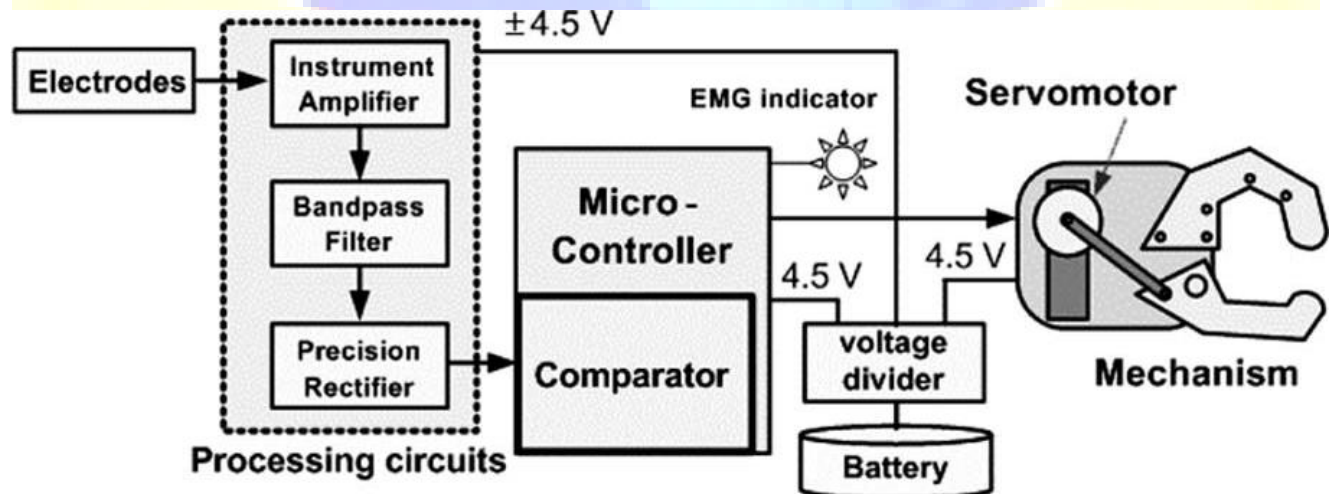 ±4.5 V
Electrodes
Instrument
Amplifier
EMG indicator
Servomotor
Bandpass
Filter
Micro-
Controller
4.5 V
4.5 V
Precision
Rectifier
Comparator
voltage
divider
Mechanism
Processing circuits
Battery